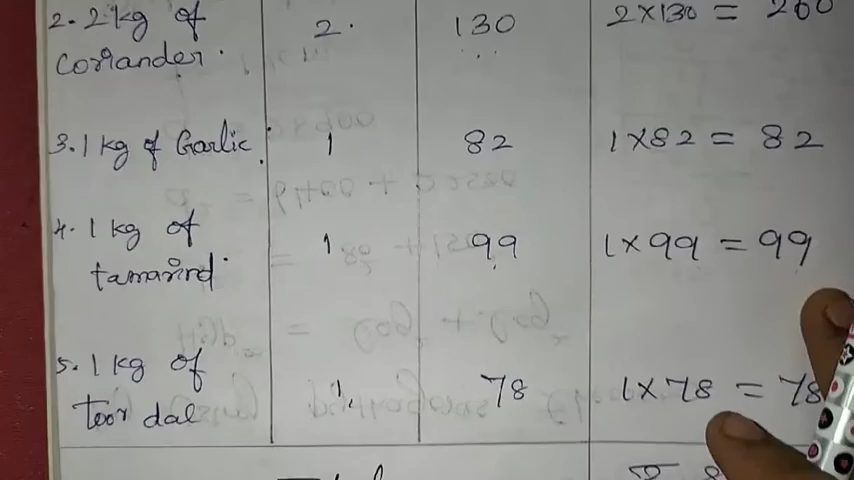 2. 2 kg of 2. 130 2×130 = 260
coriander.
3. 1 kg of Garlic. 1 82 1×82 = 82
4. 1 kg of 1 99 1×99 = 99
tamarind.
5. 1 kg of 1. 78 1×78 = 78
Toor dal